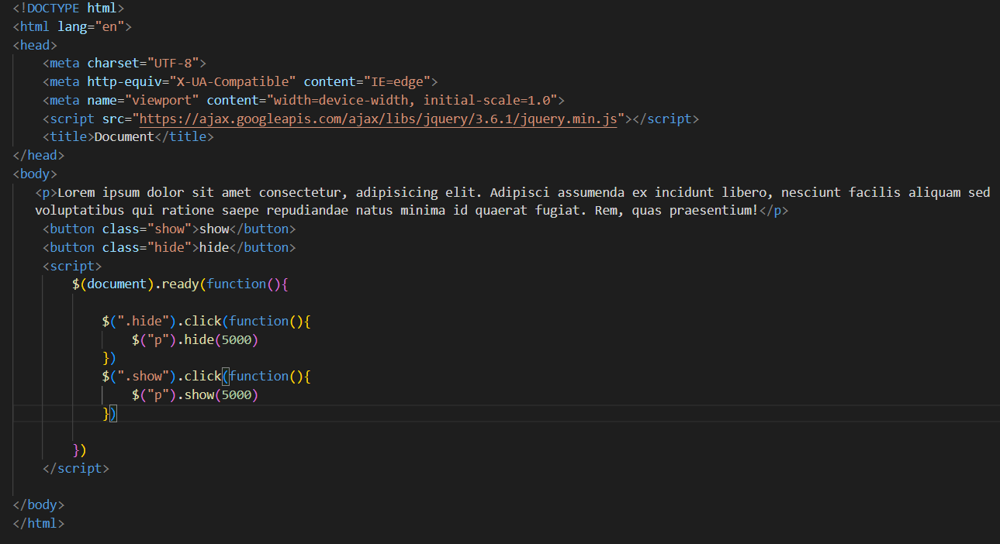 <!DOCTYPE html>
<html lang="en">
<head>
    <meta charset="UTF-8">
    <meta http-equiv="X-UA-Compatible" content="IE=edge">
    <meta name="viewport" content="width=device-width, initial-scale=1.0">
    <script src="https://ajax.googleapis.com/ajax/libs/jquery/3.6.1/jquery.min.js"></script>
    <title>Document</title>
</head>
<body>
   <p>Lorem ipsum dolor sit amet consectetur, adipisicing elit. Adipisci assumenda ex incidunt libero, nesciunt facilis aliquam sed
   voluptatibus qui ratione saepe repudiandae natus minima id quaerat fugiat. Rem, quas praesentium!</p>
    <button class="show">show</button>
    <button class="hide">hide</button>
    <script>
        $(document).ready(function(){

            $(".hide").click(function(){
                $("p").hide(5000)
            })
            $(".show").click(function(){
                $("p").show(5000)
            })

        })
    </script>

</body>
</html>